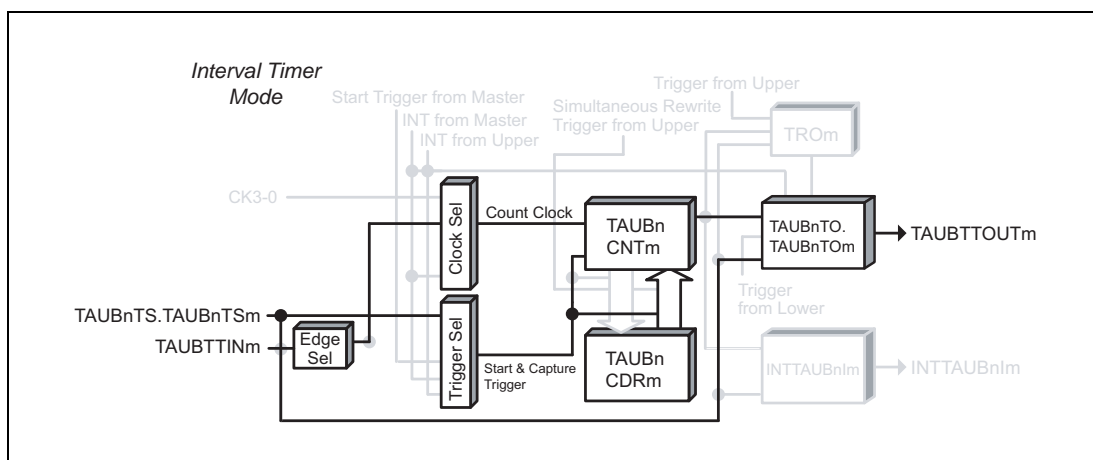 Interval Timer
Mode
Trigger from Upper
Start Trigger from Master
Simultaneous Rewrite
Trigger from Upper
INT from Master
INT from Upper
TROm
CK3-0
Clock Sel
Count Clock
TAUBn
CNTm
TAUBnTO.
TAUBnTOm
TAUBTTOUTm
Trigger
from Lower
TAUBnTS.TAUBnTSm
TAUBTTINm
Edge
Sel
Trigger Sel
Start & Capture
Trigger
TAUBn
CDRm
INTTAUBnIm
INTTAUBnIm